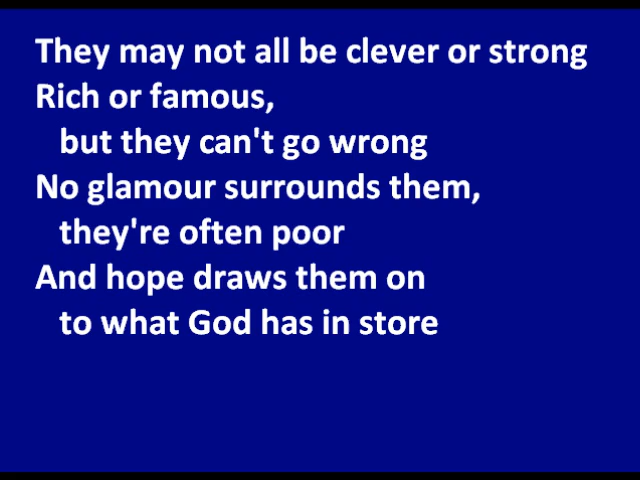 They may not all be clever or strong
Rich or famous,
but they can't go wrong
No glamour surrounds them,
they're often poor
And hope draws them on
to what God has in store